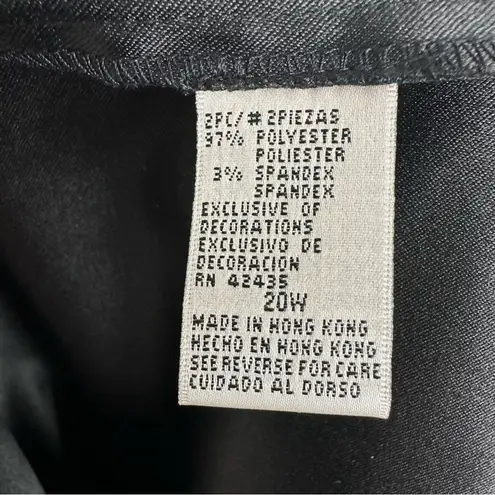 2PC/# 2PIEZAS
97% POLYESTER
POLIESTER
3% SPANDEX
SPANDEX
EXCLUSIVE OF
DECORATIONS
EXCLUSIVO DE
DECORACION
RN 42435
20W
MADE IN HONG KONG
HECHO EN HONG KONG
SEE REVERSE FOR CARE
CUIDADO AL DORSO